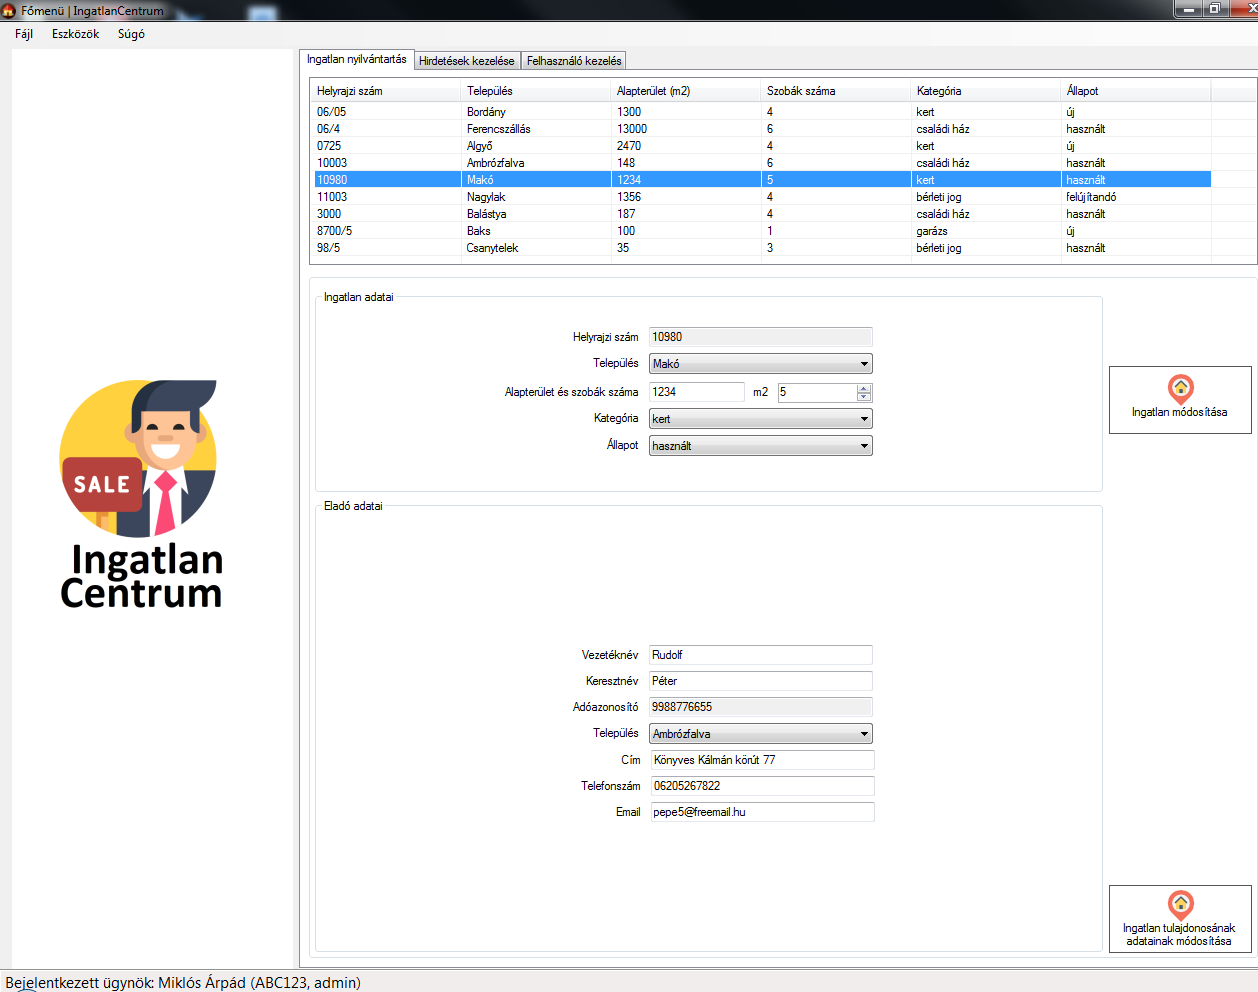 Főmenü | IngatlanCentrum
Fájl Eszközök Súgó
Ingatlan nyilvántartás Hirdetések kezelése Felhasználó kezelés
Helyrajzi szám Település Alapterület (m2) Szobák száma Kategória Állapot
06/05 Bordány 1300 4 kert új
06/4 Ferencszállás 13000 6 családi ház használt
0725 Algyő 2470 4 kert új
10003 Ambrózfalva 148 6 családi ház használt
10980 Makó 1234 5 kert használt
11003 Nagylak 1356 4 bérleti jog felújítandó
3000 Balástya 187 4 családi ház használt
8700/5 Baks 100 1 garázs új
98/5 Csanytelek 35 3 bérleti jog használt
Ingatlan adatai
Helyrajzi szám 10980
Település Makó
Alapterület és szobák száma 1234 m2 5
Kategória kert
Állapot használt
Ingatlan módosítása
SALE
Ingatlan
Centrum
Eladó adatai
Vezetéknév Rudolf
Keresztnév Péter
Adóazonosító 9988776655
Település Ambrózfalva
Cím Könyves Kálmán körút 77
Telefonszám 06205267822
Email pepe5@freemail.hu
Ingatlan tulajdonosának
adatainak módosítása
Bejelentkezett ügynök: Miklós Árpád (ABC123, admin)